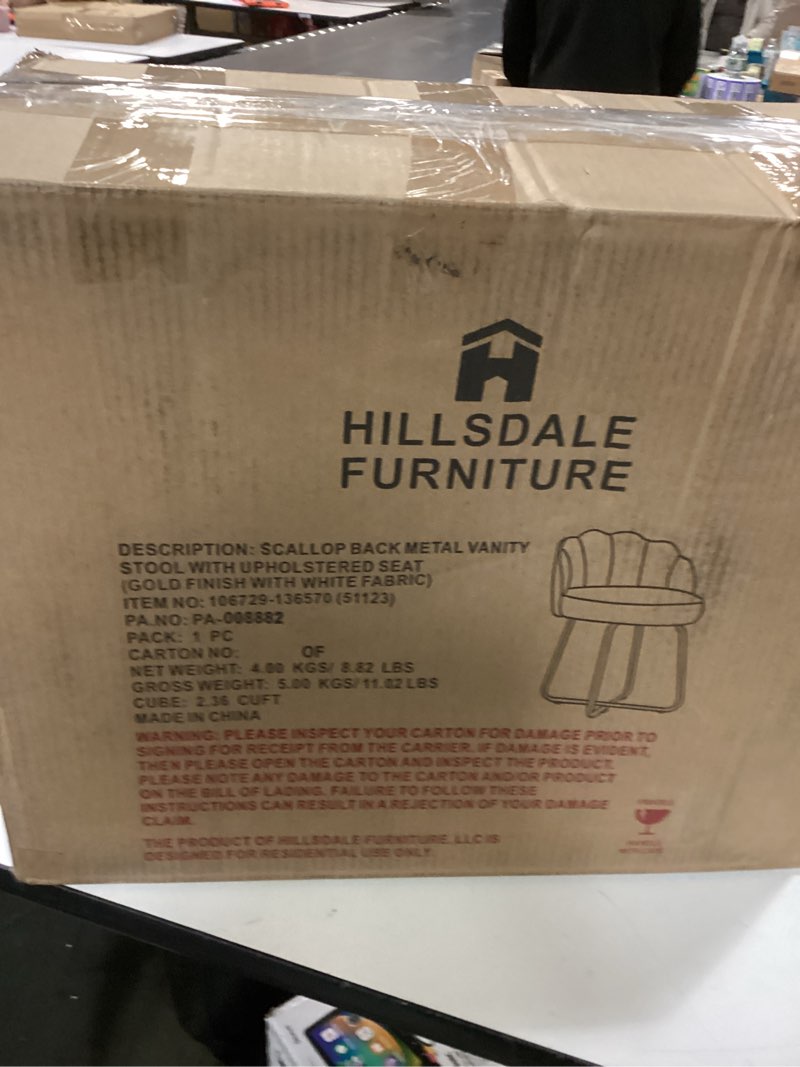 HILLSDALE
FURNITURE
DESCRIPTION: SCALLOP BACK METAL VANITY
STOOL WITH UPHOLSTERED SEAT
(GOLD FINISH WITH WHITE FABRIC)
ITEM NO: 106729-136570 (51123)
PA.NO: PA-008882
PACK: 1 PC
CARTON NO: OF
NET WEIGHT: 4.00 KGS/ 8.82 LBS
GROSS WEIGHT: 5.00 KGS/11.02 LBS
CUBE: 2.36 CUFT
MADE IN CHINA
WARNING: PLEASE INSPECT YOUR CARTON FOR DAMAGE PRIOR TO
SIGNING FOR RECEIPT FROM THE CARRIER. IF DAMAGE IS EVIDENT,
THEN PLEASE OPEN THE CARTON AND INSPECT THE PRODUCT.
PLEASE NOTE ANY DAMAGE TO THE CARTON AND/OR PRODUCT
ON THE BILL OF LADING. FAILURE TO FOLLOW THESE
INSTRUCTIONS CAN RESULT IN A REJECTION OF YOUR DAMAGE
CLAIM.
THE PRODUCT OF HILLSDALE FURNITURE, LLC IS
DESIGNED FOR RESIDENTIAL USE ONLY.
FRAGILE